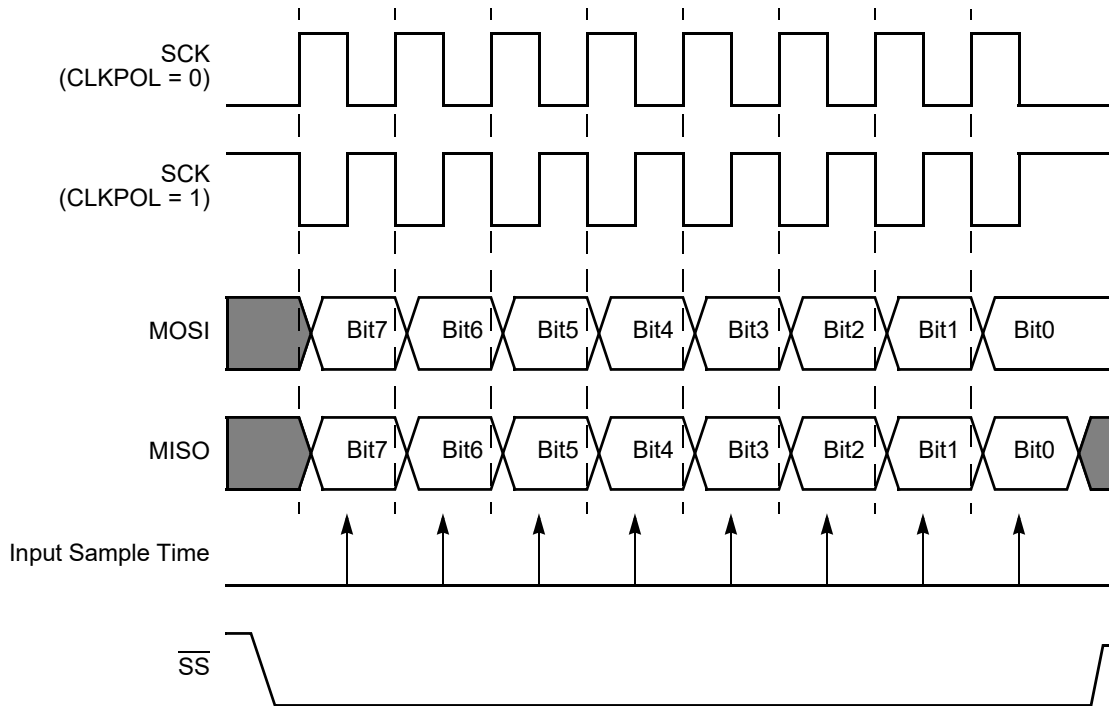 SCK
(CLKPOL = 0)
SCK
(CLKPOL = 1)
MOSI
Bit7 Bit6 Bit5 Bit4 Bit3 Bit2 Bit1 Bit0
MISO
Bit7 Bit6 Bit5 Bit4 Bit3 Bit2 Bit1 Bit0
Input Sample Time
SS